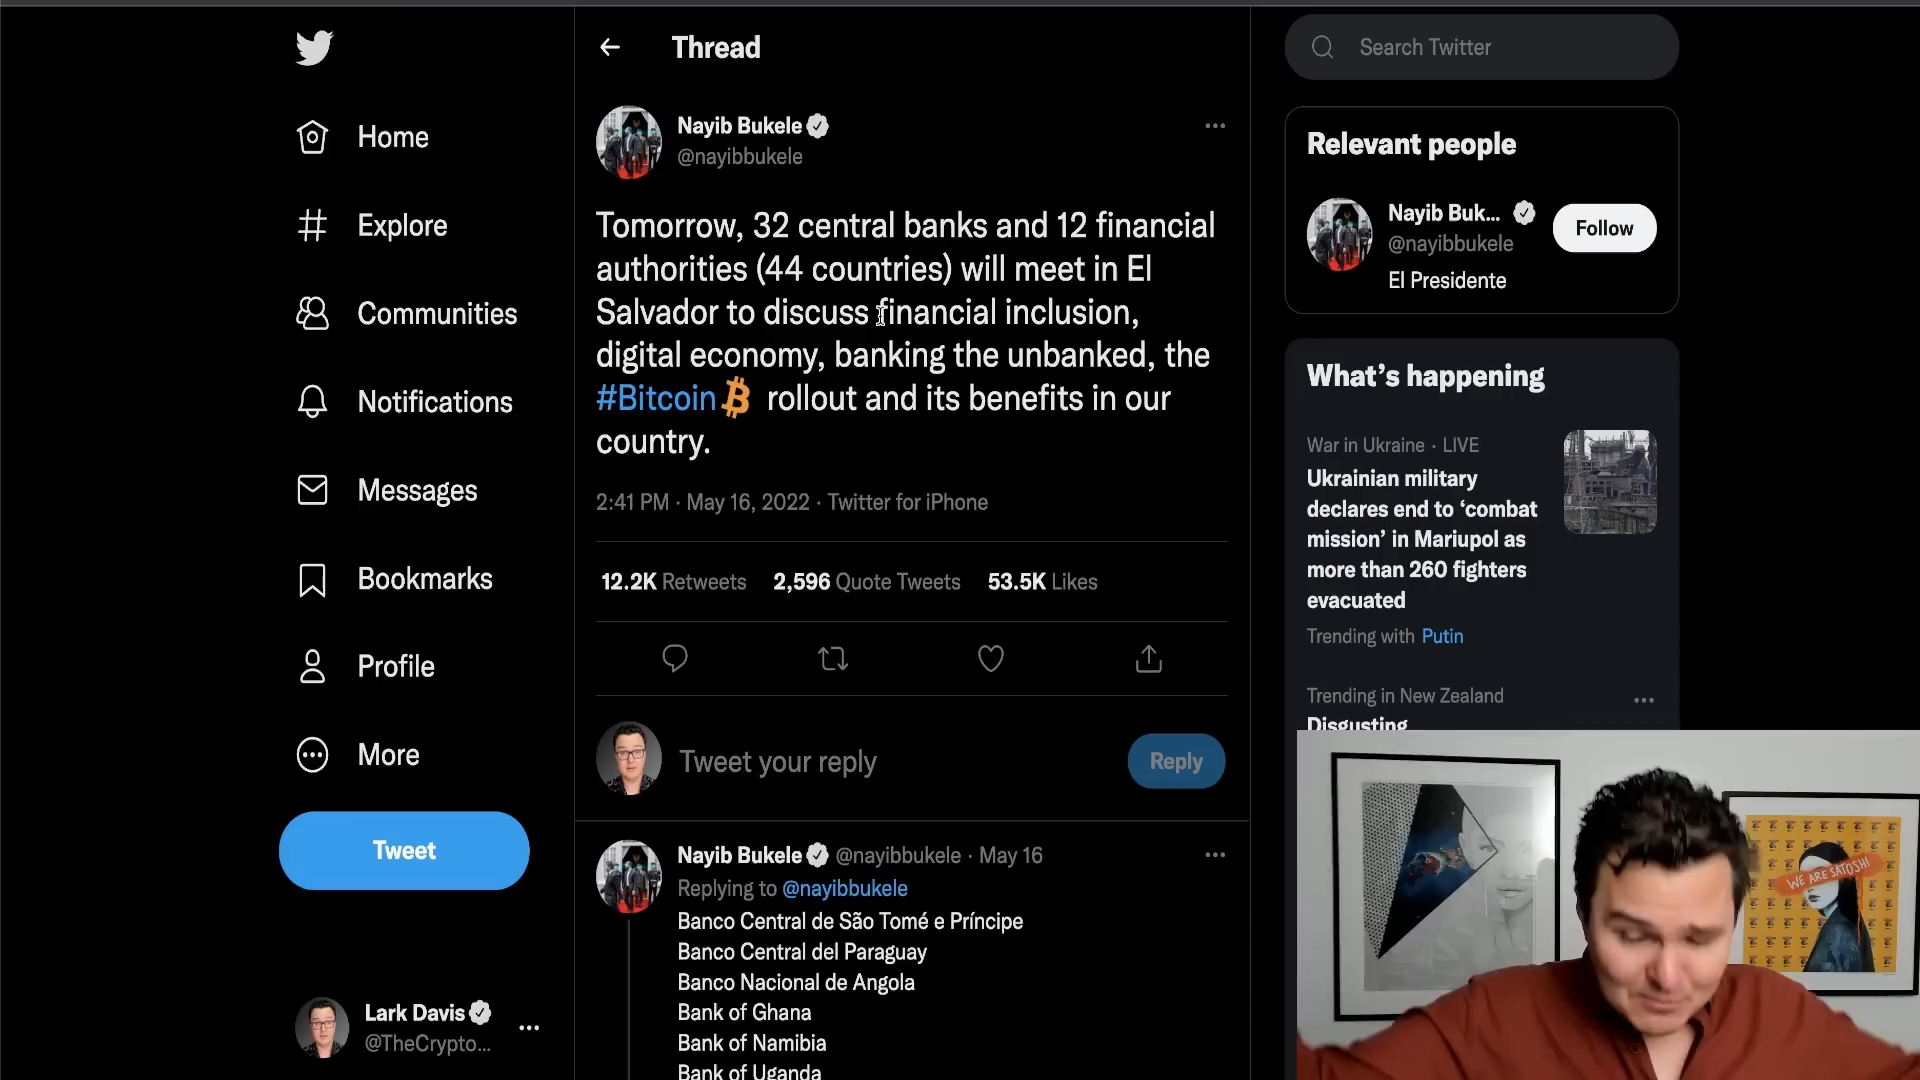 Home
Explore
Communities
Notifications
Messages
Bookmarks
Profile
More
Tweet
Lark Davis
@TheCrypto...
Thread
Nayib Bukele
@nayibbukele
Tomorrow, 32 central banks and 12 financial
authorities (44 countries) will meet in El
Salvador to discuss financial inclusion,
digital economy, banking the unbanked, the
#Bitcoin rollout and its benefits in our
country.
2:41 PM · May 16, 2022 · Twitter for iPhone
12.2K Retweets 2,596 Quote Tweets 53.5K Likes
Tweet your reply
Reply
Nayib Bukele @nayibbukele · May 16
Replying to @nayibbukele
Banco Central de São Tomé e Príncipe
Banco Central del Paraguay
Banco Nacional de Angola
Bank of Ghana
Bank of Namibia
Bank of Uganda
Search Twitter
Relevant people
Nayib Buk...
@nayibbukele
Follow
El Presidente
What's happening
War in Ukraine · LIVE
Ukrainian military
declares end to ‘combat
mission’ in Mariupol as
more than 260 fighters
evacuated
Trending with Putin
Trending in New Zealand
Disgusting
WE ARE SATOSHI